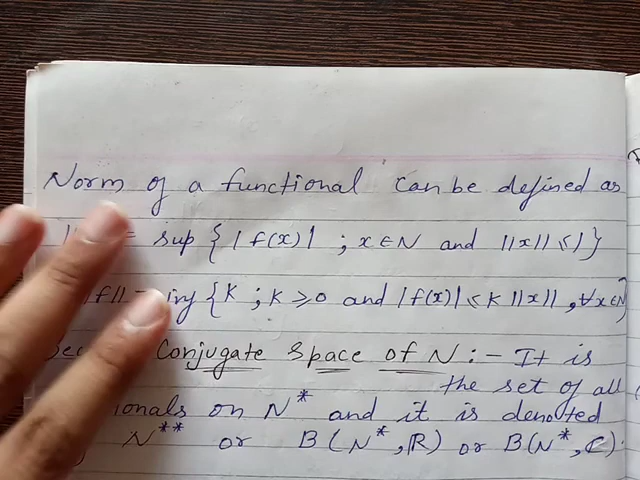 Norm of a functional can be defined as
= sup { |f(x)| ; x ∈ N and ||x|| ≤ 1 }
f|| = inf { K ; K ≥ 0 and |f(x)| ≤ K ||x|| , ∀x ∈ N }
Conjugate Space of N :- It is
the set of all
on N* and it is denoted
N** or B(N*, R) or B(N*, C).